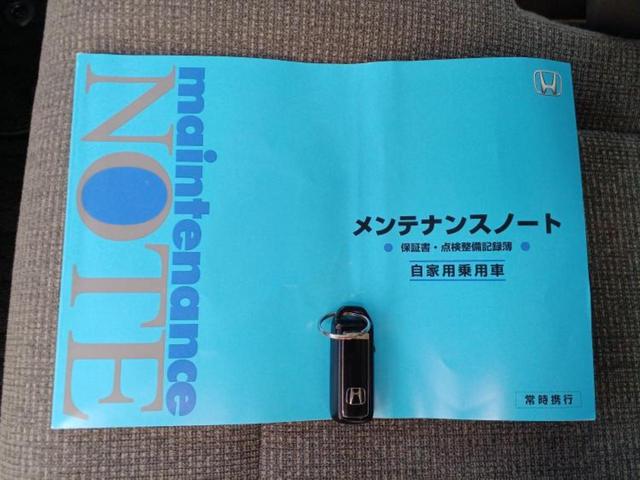 maintenance
NOTE
メンテナンスノート
● 保証書・点検整備記録簿 ●
自家用乗用車
常時携行